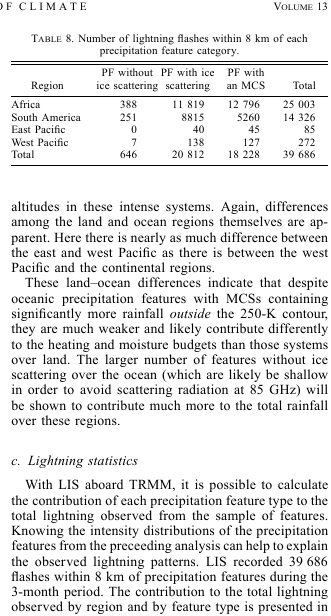 OF CLIMATE VOLUME 13
TABLE 8. Number of lightning flashes within 8 km of each
precipitation feature category.
PF without PF with ice PF with
Region ice scattering scattering an MCS Total
Africa 388 11 819 12 796 25 003
South America 251 8815 5260 14 326
East Pacific 0 40 45 85
West Pacific 7 138 127 272
Total 646 20 812 18 228 39 686
altitudes in these intense systems. Again, differences
among the land and ocean regions themselves are ap-
parent. Here there is nearly as much difference between
the east and west Pacific as there is between the west
Pacific and the continental regions.
These land–ocean differences indicate that despite
oceanic precipitation features with MCSs containing
significantly more rainfall outside the 250-K contour,
they are much weaker and likely contribute differently
to the heating and moisture budgets than those systems
over land. The larger number of features without ice
scattering over the ocean (which are likely be shallow
in order to avoid scattering radiation at 85 GHz) will
be shown to contribute much more to the total rainfall
over these regions.
c. Lightning statistics
With LIS aboard TRMM, it is possible to calculate
the contribution of each precipitation feature type to the
total lightning observed from the sample of features.
Knowing the intensity distributions of the precipitation
features from the preceeding analysis can help to explain
the observed lightning patterns. LIS recorded 39 686
flashes within 8 km of precipitation features during the
3-month period. The contribution to the total lightning
observed by region and by feature type is presented in